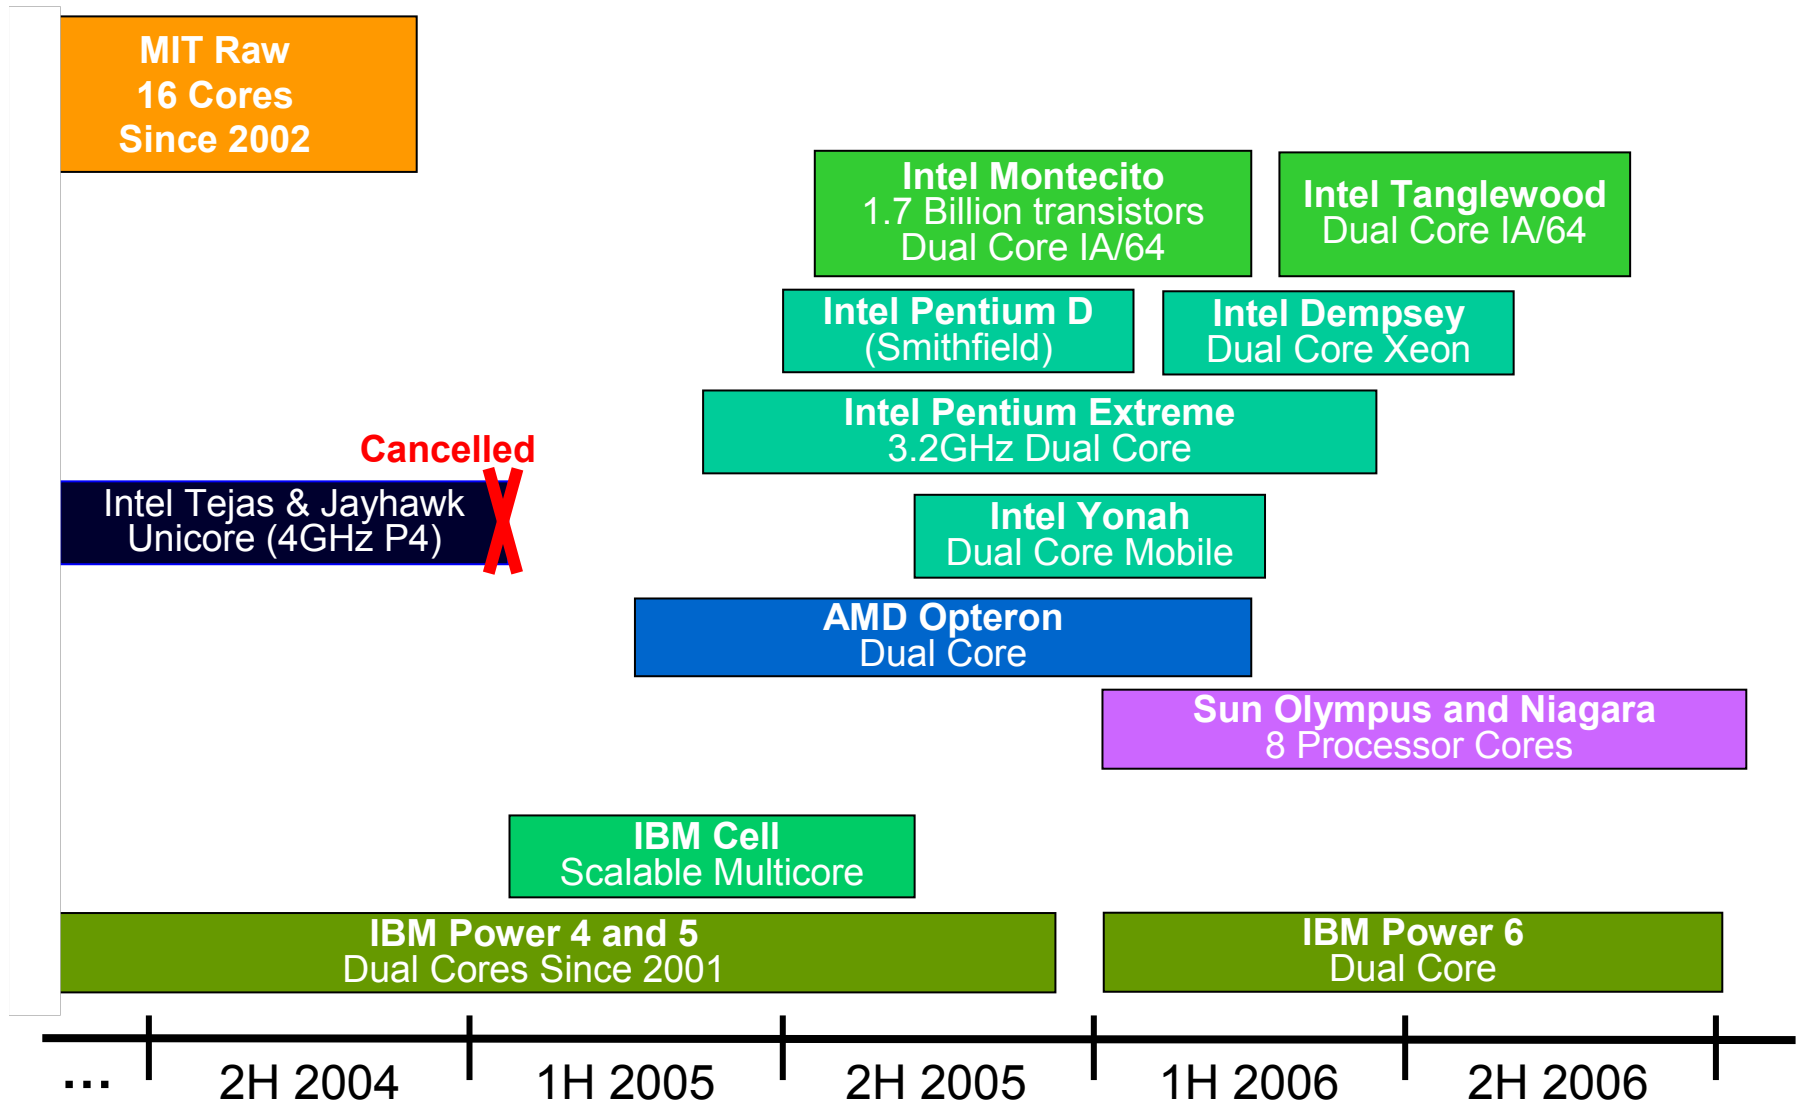 MIT Raw
16 Cores
Since 2002
Intel Montecito
1.7 Billion transistors
Dual Core IA/64
Intel Tanglewood
Dual Core IA/64
Intel Pentium D
(Smithfield)
Intel Dempsey
Dual Core Xeon
Intel Pentium Extreme
3.2GHz Dual Core
Cancelled
Intel Tejas & Jayhawk
Unicore (4GHz P4)
Intel Yonah
Dual Core Mobile
AMD Opteron
Dual Core
Sun Olympus and Niagara
8 Processor Cores
IBM Cell
Scalable Multicore
IBM Power 4 and 5
Dual Cores Since 2001
IBM Power 6
Dual Core
... 2H 2004 1H 2005 2H 2005 1H 2006 2H 2006